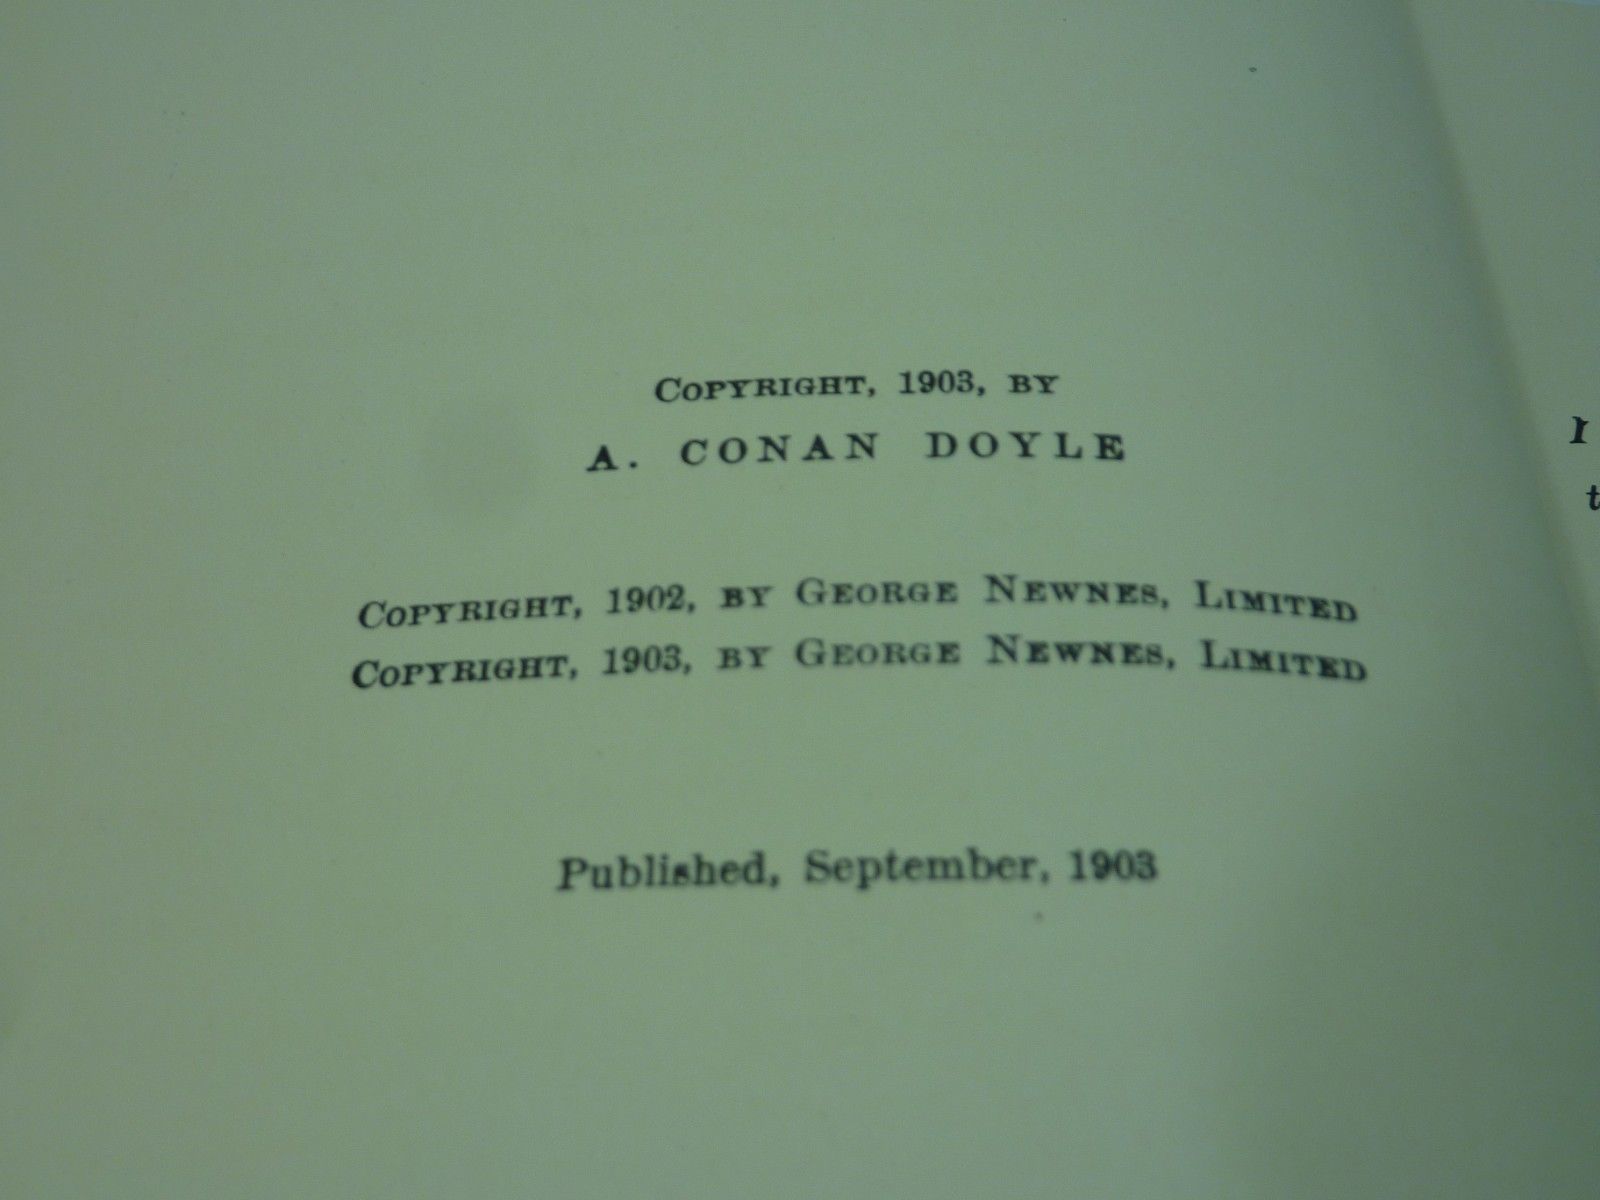 COPYRIGHT, 1903, BY
A. CONAN DOYLE
COPYRIGHT, 1902, BY GEORGE NEWNES, LIMITED
COPYRIGHT, 1903, BY GEORGE NEWNES, LIMITED
Published, September, 1903